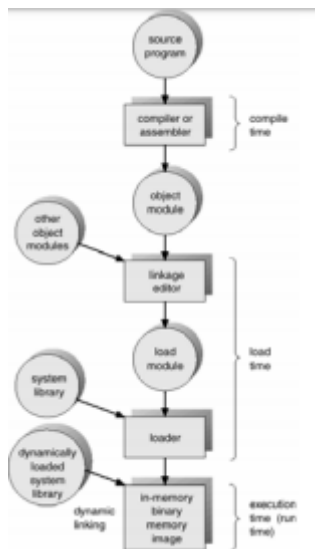 source
program
compiler or
assembler
compile
time
object
module
other
object
modules
linkage
editor
load
module
load
time
system
library
loader
dynamically
loaded
system
library
dynamic
linking
in-memory
binary
memory
image
execution
time (run
time)